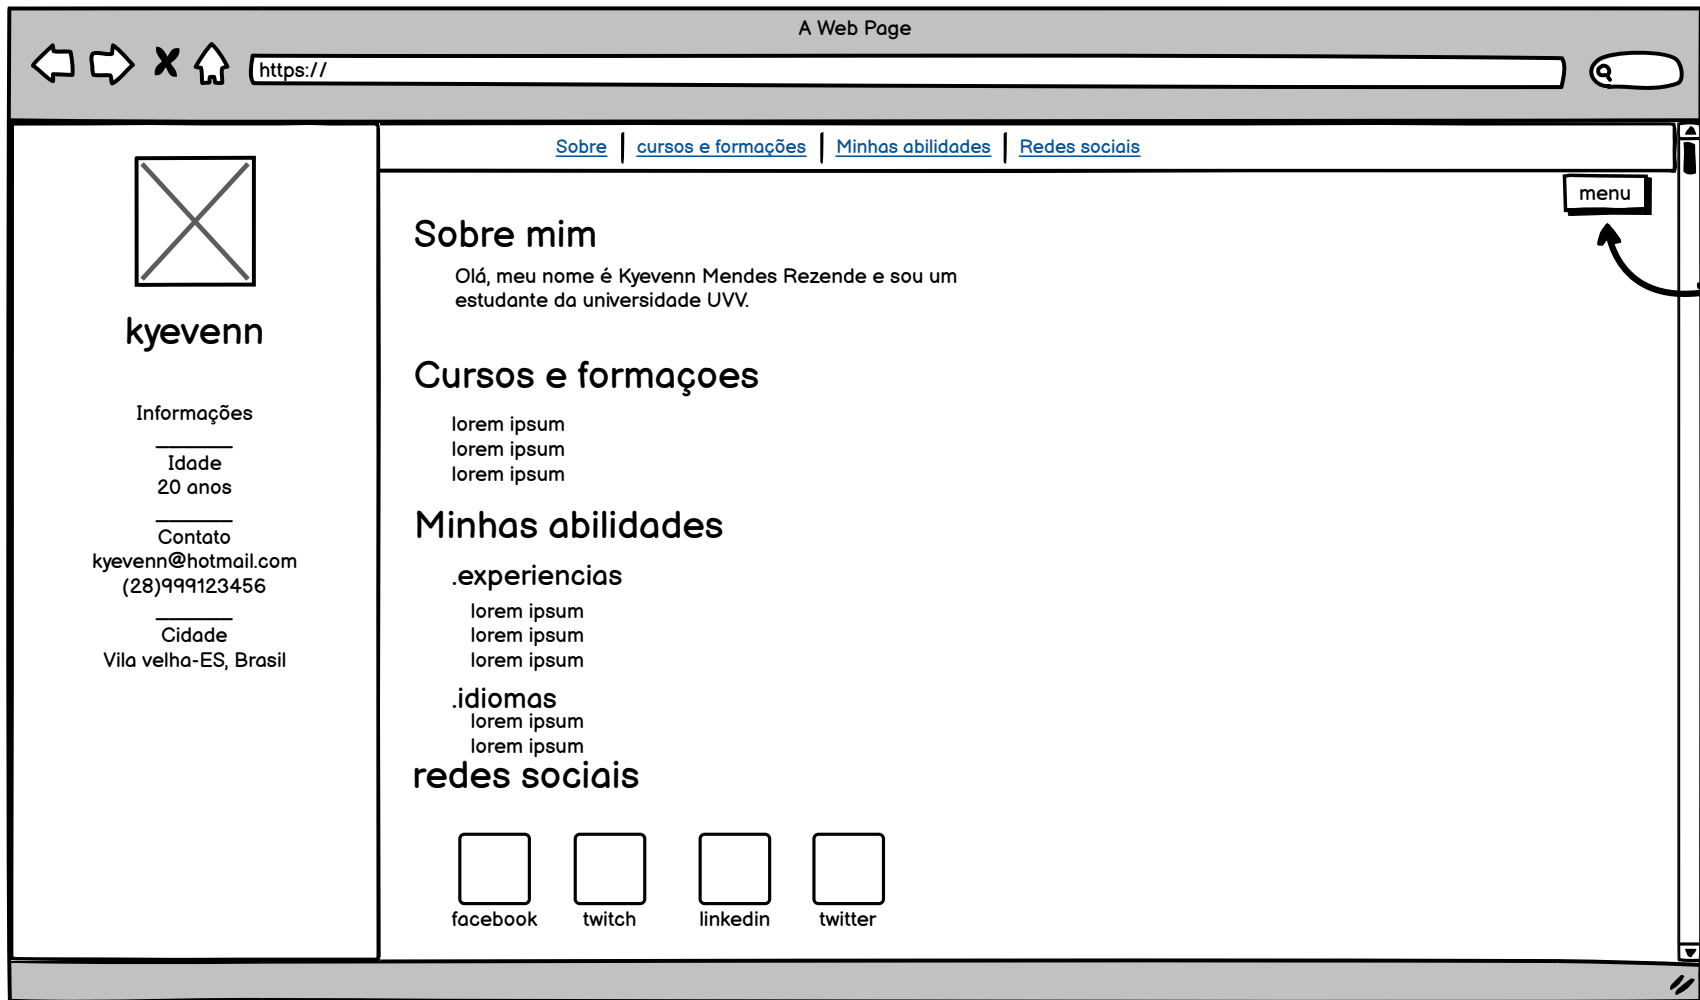 A Web Page
https://
Sobre
cursos e formações
Minhas abilidades
Redes sociais
menu
kyevenn
Informações
Idade
20 anos
Contato
kyevenn@hotmail.com
(28)999123456
Cidade
Vila velha-ES, Brasil
Sobre mim
Olá, meu nome é Kyevenn Mendes Rezende e sou um
estudante da universidade UVV.
Cursos e formaçoes
lorem ipsum
lorem ipsum
lorem ipsum
Minhas abilidades
.experiencias
lorem ipsum
lorem ipsum
lorem ipsum
.idiomas
lorem ipsum
lorem ipsum
redes sociais
facebook
twitch
linkedin
twitter